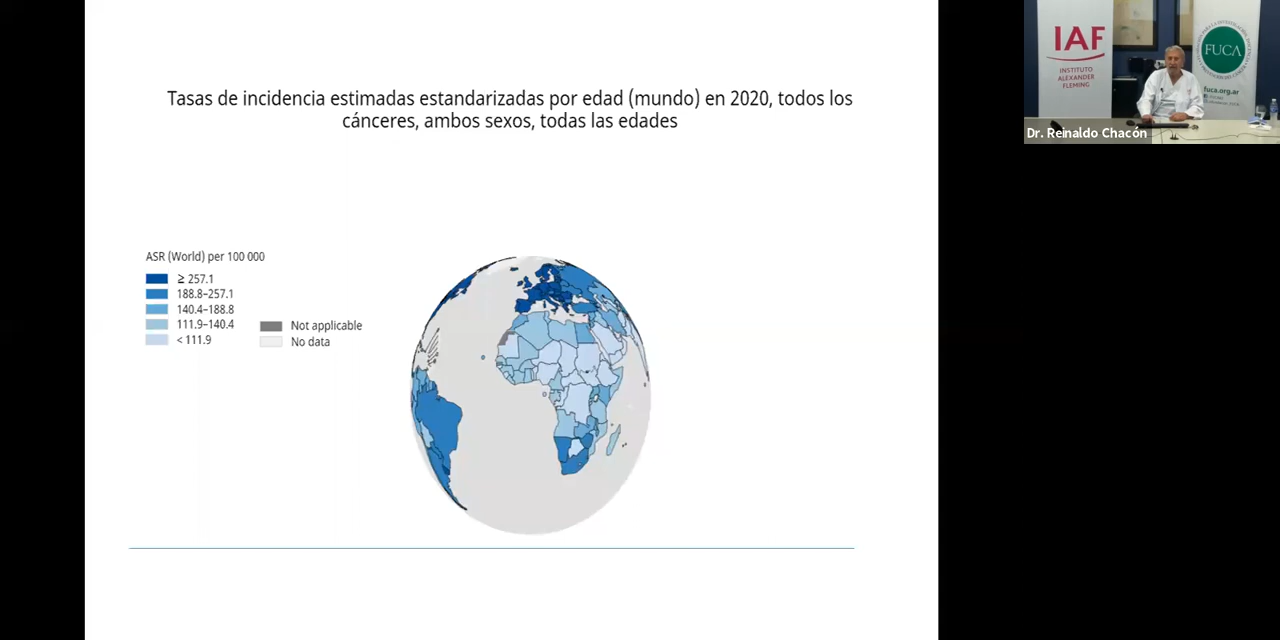 Tasas de incidencia estimadas estandarizadas por edad (mundo) en 2020, todos los
cánceres, ambos sexos, todas las edades
ASR (World) per 100 000
≥ 257.1
188.8–257.1
140.4–188.8
111.9–140.4
< 111.9
Not applicable
No data
IAF
INSTITUTO
ALEXANDER
FLEMING
FUCA
fuca.org.ar
Dr. Reinaldo Chacón